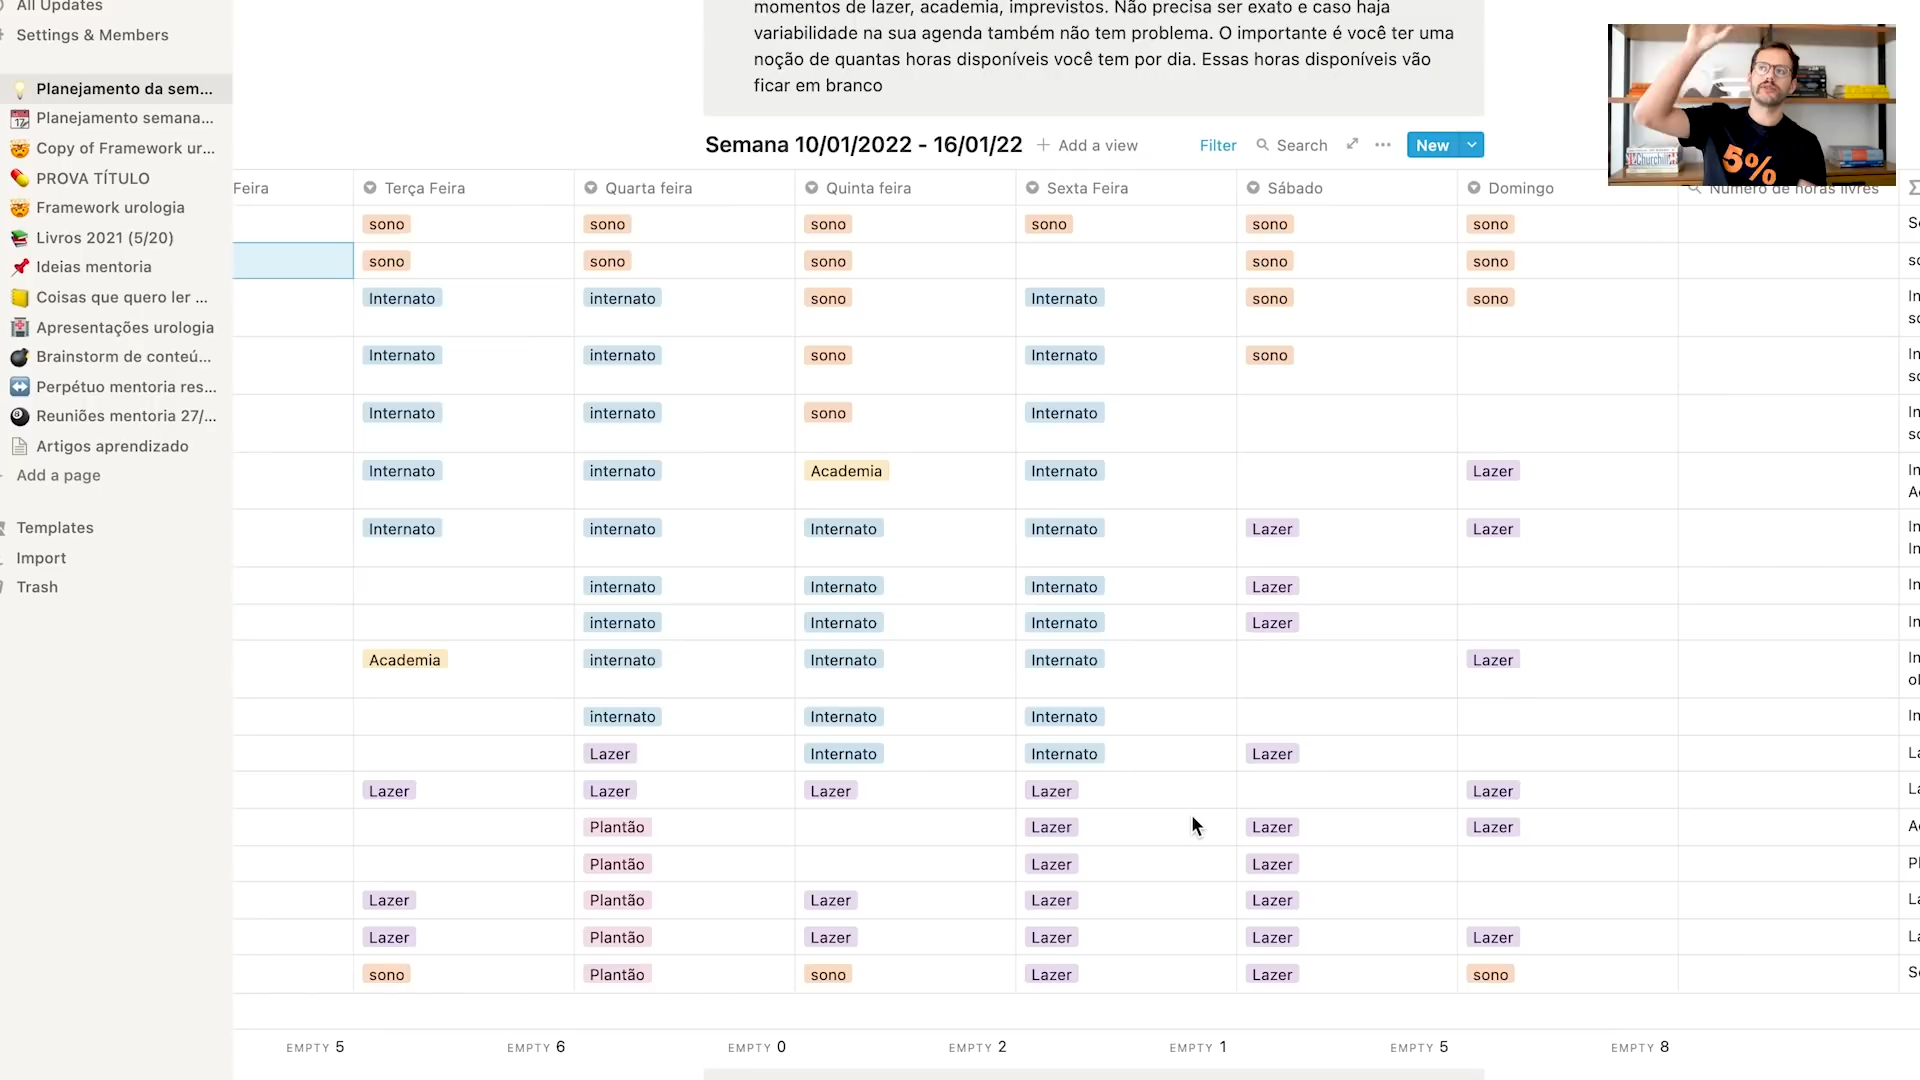 All Updates
Settings & Members
Planejamento da sem...
Planejamento semana...
Copy of Framework ur...
PROVA TÍTULO
Framework urologia
Livros 2021 (5/20)
Ideias mentoria
Coisas que quero ler ...
Apresentações urologia
Brainstorm de conteú...
Perpétuo mentoria res...
Reuniões mentoria 27/...
Artigos aprendizado
Add a page
Templates
Import
Trash
momentos de lazer, academia, imprevistos. Não precisa ser exato e caso haja
variabilidade na sua agenda também não tem problema. O importante é você ter uma
noção de quantas horas disponíveis você tem por dia. Essas horas disponíveis vão
ficar em branco
Semana 10/01/2022 - 16/01/22 Add a view Filter Search New
Churchill
5%
Feira Terça Feira Quarta feira Quinta feira Sexta Feira Sábado Domingo Número de horas livres
sono sono sono sono sono sono
sono sono sono sono sono
Internato internato sono Internato sono sono
Internato internato sono Internato sono
Internato internato sono Internato
Internato internato Academia Internato Lazer
Internato internato Internato Internato Lazer Lazer
internato Internato Internato Lazer
internato Internato Internato Lazer
Academia internato Internato Internato Lazer
internato Internato Internato
Lazer Internato Internato Lazer
Lazer Lazer Lazer Lazer Lazer
Plantão Lazer Lazer Lazer
Plantão Lazer Lazer
Lazer Plantão Lazer Lazer Lazer
Lazer Plantão Lazer Lazer Lazer Lazer
sono Plantão sono Lazer Lazer sono
EMPTY 5 EMPTY 6 EMPTY 0 EMPTY 2 EMPTY 1 EMPTY 5 EMPTY 8